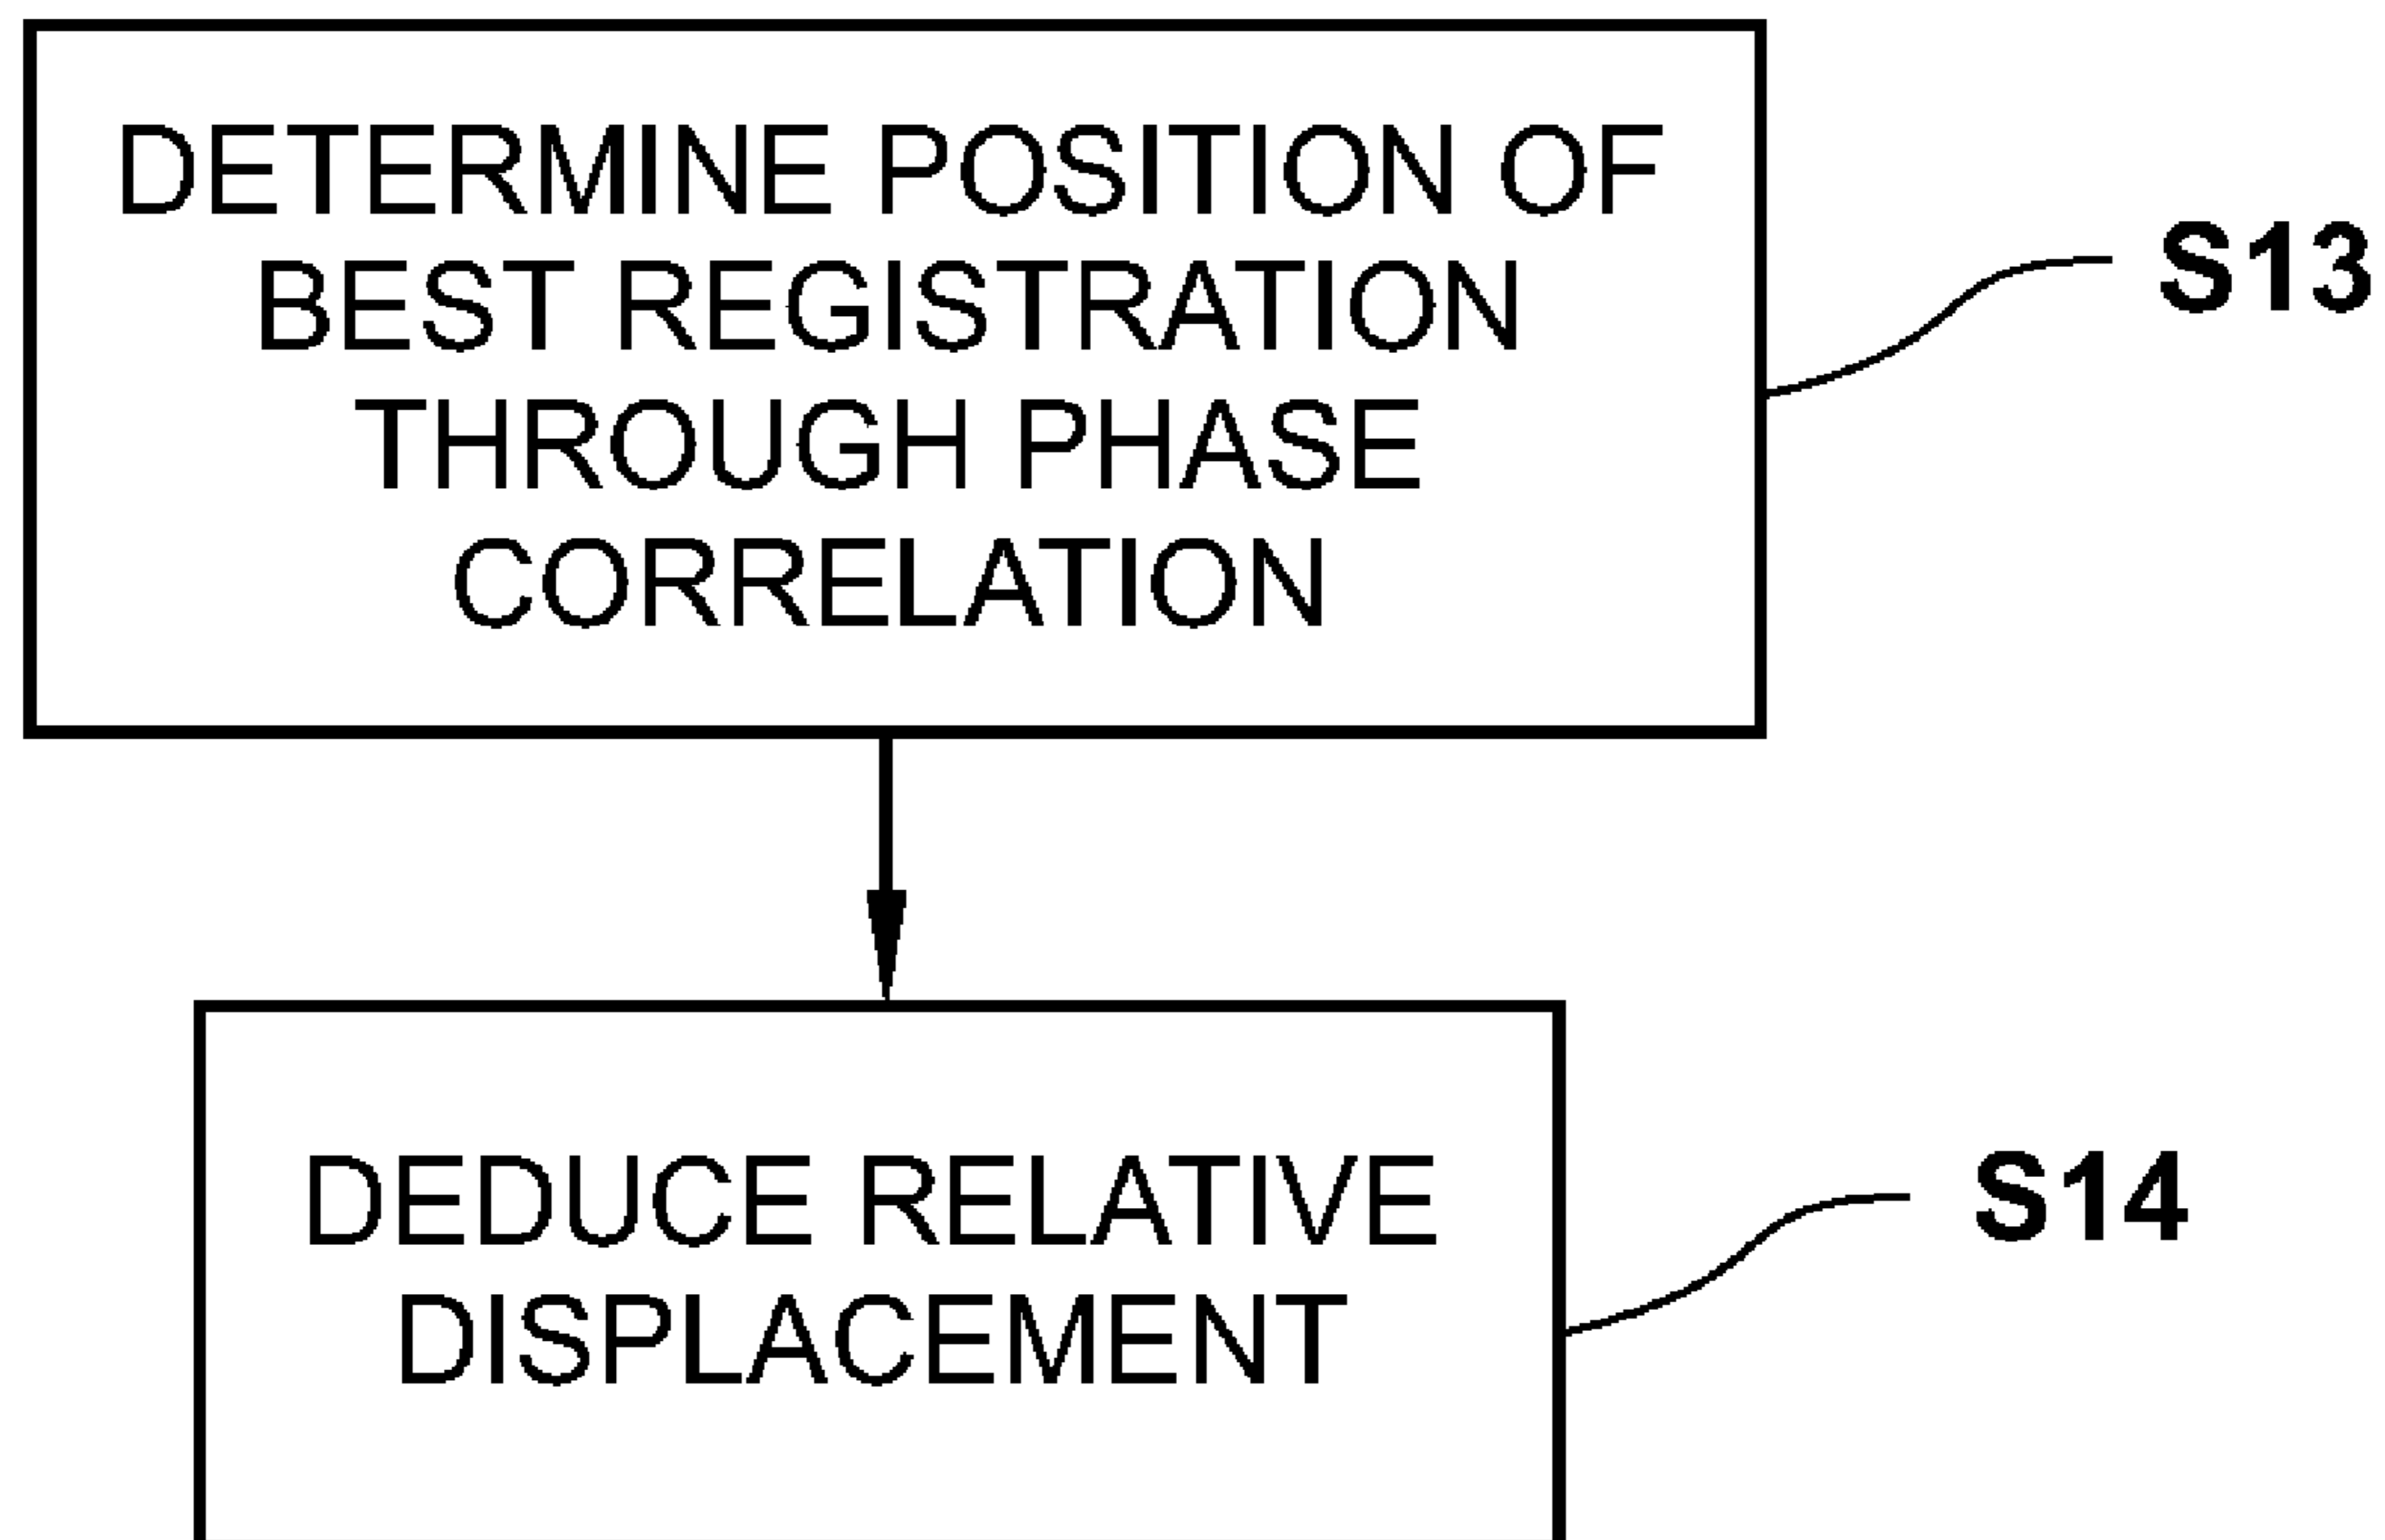 DETERMINE POSITION OF
BEST REGISTRATION
THROUGH PHASE
CORRELATION
S13
DEDUCE RELATIVE
DISPLACEMENT
S14